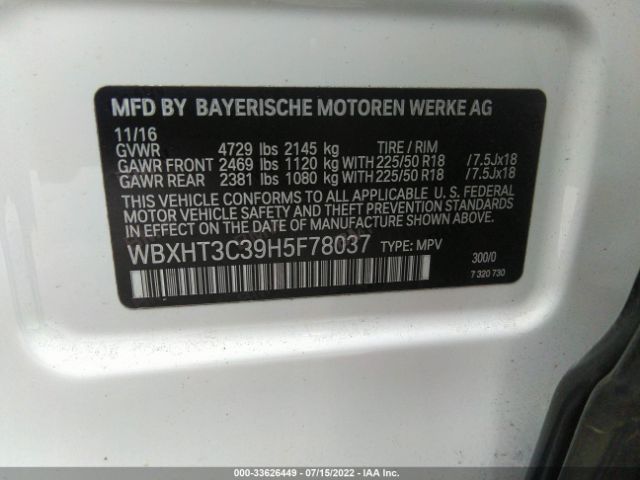 MFD BY BAYERISCHE MOTOREN WERKE AG
11/16
GVWR 4729 lbs 2145 kg TIRE / RIM
GAWR FRONT 2469 lbs 1120 kg WITH 225/50 R18 /7.5Jx18
GAWR REAR 2381 lbs 1080 kg WITH 225/50 R18 /7.5Jx18
THIS VEHICLE CONFORMS TO ALL APPLICABLE U. S. FEDERAL
MOTOR VEHICLE SAFETY AND THEFT PREVENTION STANDARDS
IN EFFECT ON THE DATE OF MANUFACTURE SHOWN ABOVE.
WBXHT3C39H5F78037 TYPE: MPV 300/0
7 320 730
000-33626449 - 07/15/2022 - IAA Inc.